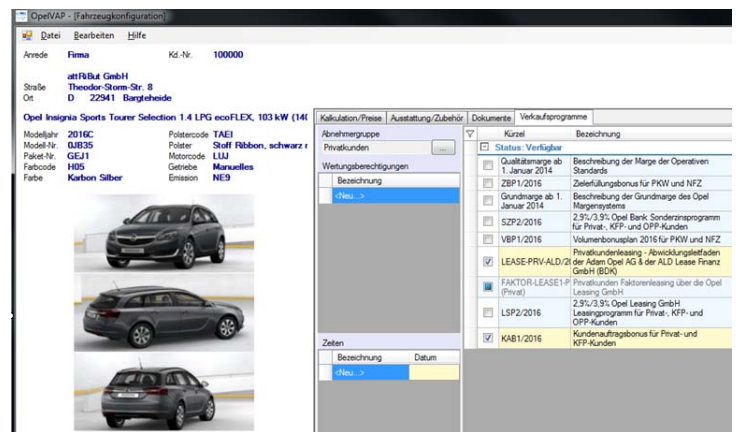 OpelVAP - [Fahrzeugkonfiguration]
Datei Bearbeiten Hilfe
Anrede Firma Kd.-Nr. 100000
attRiBut GmbH
Straße Theodor-Storm-Str. 8
Ort D 22941 Bargteheide
Opel Insignia Sports Tourer Selection 1.4 LPG ecoFLEX, 103 kW (140
Modelljahr 2016C Polstercode TAEI
Modell-Nr. 0JB35 Polster Stoff Ribbon, schwarz r
Paket-Nr. GEJ1 Motorcode LUJ
Farbcode H05 Getriebe Manuelles
Farbe Karbon Silber Emission NE9
Kalkulation/Preise Ausstattung/Zubehör Dokumente Verkaufsprogramme
Abnehmergruppe
Privatkunden ...
Wertungsberechtigungen
Bezeichnung
<Neu...>
Zeiten
Bezeichnung Datum
<Neu...>
Kürzel Bezeichnung
Status: Verfügbar
Qualitätsmarge ab 1. Januar 2014 Beschreibung der Marge der Operativen
Standards
ZBP1/2016 Zielerfüllungsbonus für PKW und NFZ
Grundmarge ab 1. Januar 2014 Beschreibung der Grundmarge des Opel
Margensystems
SZP2/2016 2,9%/3,9% Opel Bank Sonderzinsprogramm
für Privat-, KFP- und OPP-Kunden
VBP1/2016 Volumenbonusplan 2016 für PKW und NFZ
LEASE-PRV-ALD/20 Privatkundenleasing - Abwicklungsleitfaden
der Adam Opel AG & der ALD Lease Finanz
GmbH (BDK)
FAKTOR-LEASE1-P (Privat) Privatkunden Faktorenleasing über die Opel
Leasing GmbH
LSP2/2016 2,9%/3,9% Opel Leasing GmbH
Leasingprogramm für Privat-, KFP- und
OPP-Kunden
KAB1/2016 Kundenauftragsbonus für Privat- und
KFP-Kunden